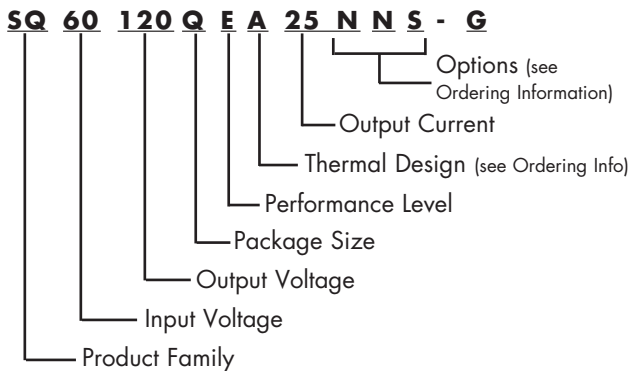 SQ 60 120 Q E A 25 N N S - G
Options (see
Ordering Information)
Output Current
Thermal Design (see Ordering Info)
Performance Level
Package Size
Output Voltage
Input Voltage
Product Family